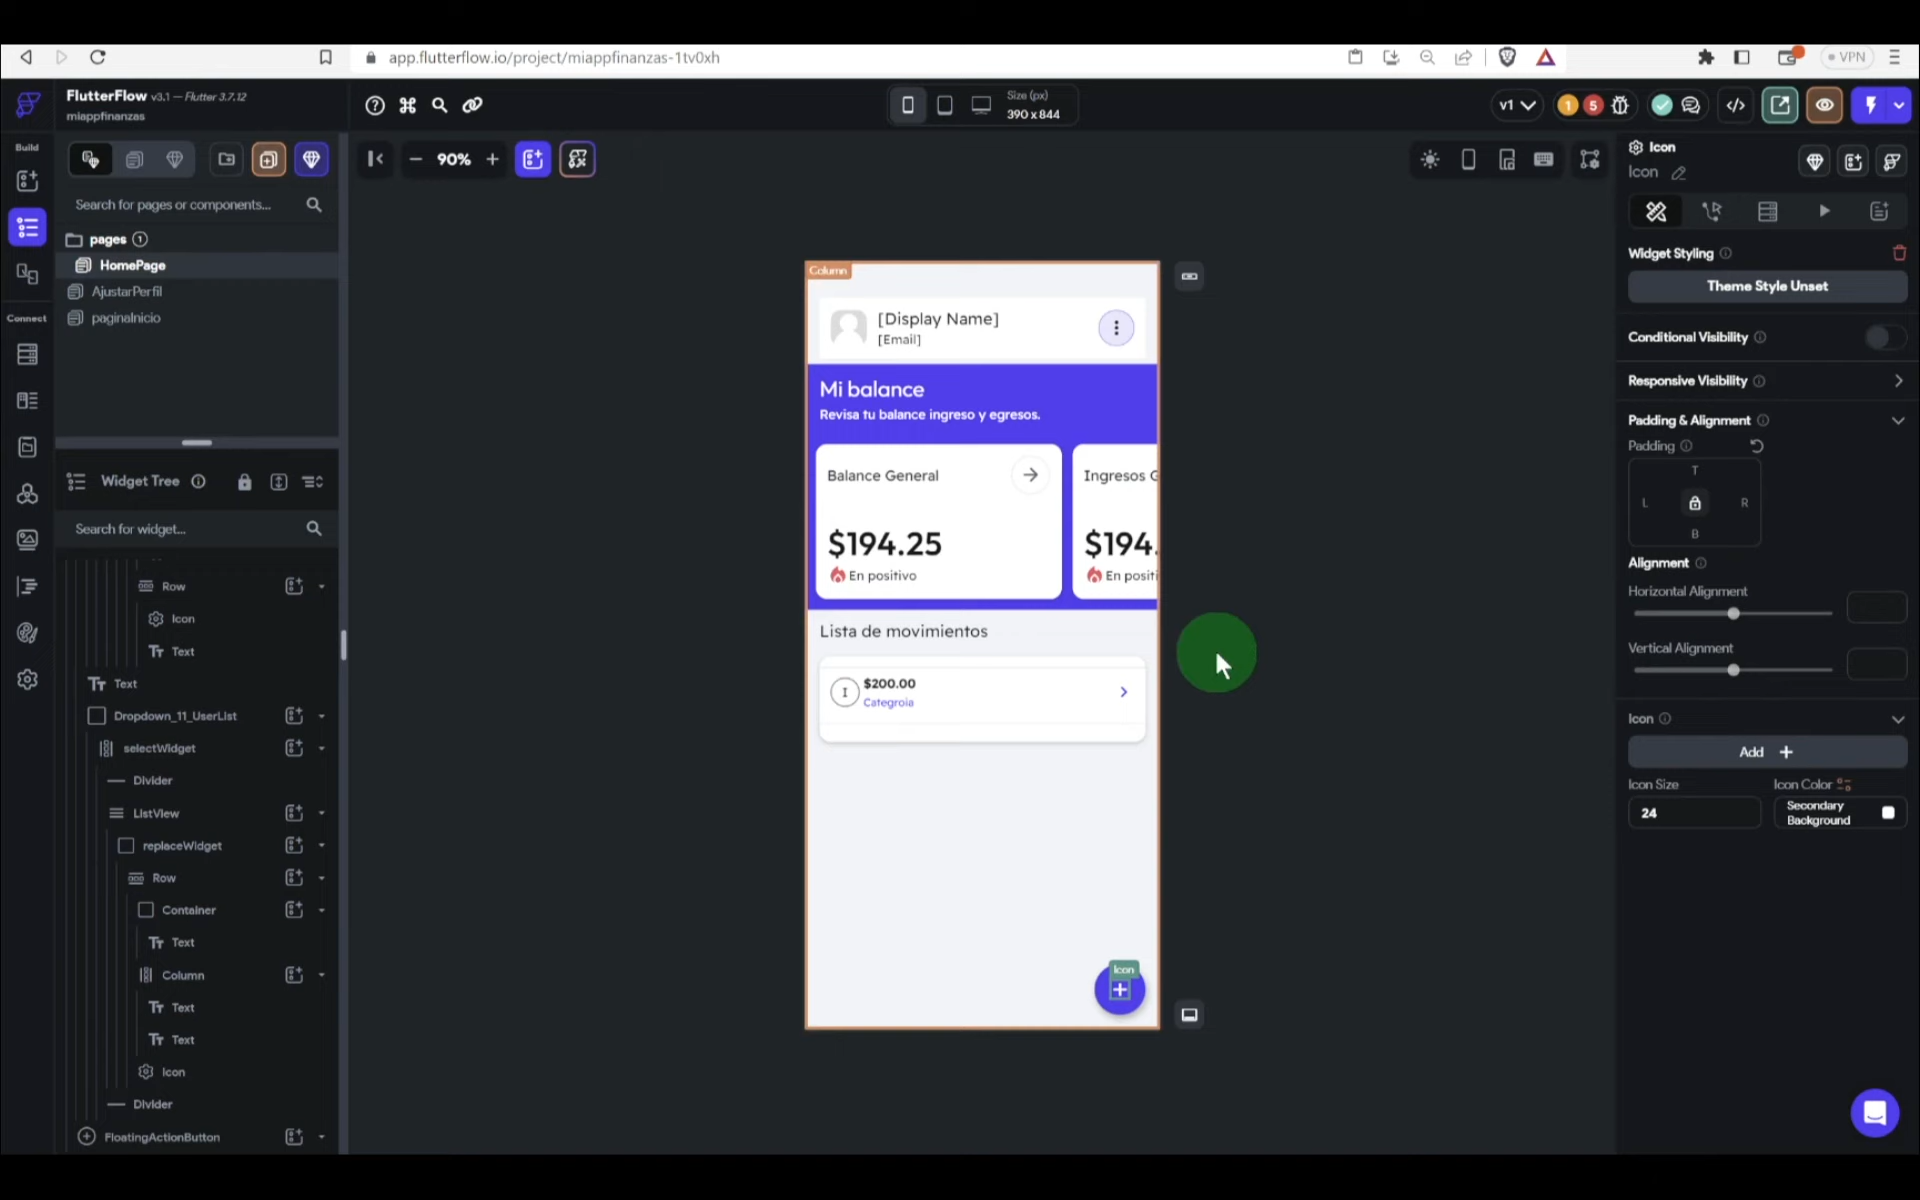 app.flutterflow.io/project/miappfinanzas-1tv0xh
VPN
FlutterFlow v3.1 — Flutter 3.7.12
miappfinanzas
Size (px)
390 x 844
v1
1
5
Build
90%
Search for pages or components...
pages 1
HomePage
AjustarPerfil
paginaInicio
Connect
Widget Tree
Search for widget...
Row
Icon
Text
Text
Dropdown_11_UserList
selectWidget
Divider
ListView
replaceWidget
Row
Container
Text
Column
Text
Text
Icon
Divider
FloatingActionButton
Column
[Display Name]
[Email]
Mi balance
Revisa tu balance ingreso y egresos.
Balance General
Ingresos G
$194.25
$194.
En positivo
En positi
Lista de movimientos
I
$200.00
Categroia
Icon
Icon
Icon
Widget Styling
Theme Style Unset
Conditional Visibility
Responsive Visibility
Padding & Alignment
Padding
T
L
R
B
Alignment
Horizontal Alignment
Vertical Alignment
Icon
Add +
Icon Size
Icon Color
24
Secondary
Background